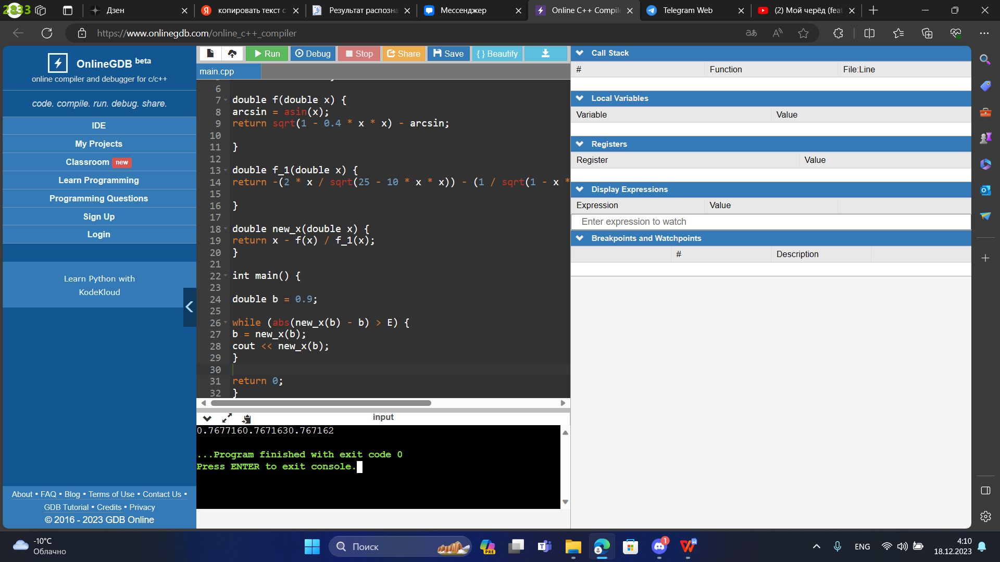 2833
Дзен
копировать текст с
Результат распозна
Мессенджер
Online C++ Compile
Telegram Web
(2) Мой черёд (feat
https://www.onlinegdb.com/online_c++_compiler
OnlineGDB beta
online compiler and debugger for c/c++
code. compile. run. debug. share.
IDE
My Projects
Classroom new
Learn Programming
Programming Questions
Sign Up
Login
Learn Python with
KodeKloud
About • FAQ • Blog • Terms of Use • Contact Us •
GDB Tutorial • Credits • Privacy
© 2016 - 2023 GDB Online
Run Debug Stop Share Save { } Beautify
main.cpp
6
7 double f(double x) {
8 arcsin = asin(x);
9 return sqrt(1 - 0.4 * x * x) - arcsin;
10
11 }
12
13 double f_1(double x) {
14 return -(2 * x / sqrt(25 - 10 * x * x)) - (1 / sqrt(1 - x *
15
16 }
17
18 double new_x(double x) {
19 return x - f(x) / f_1(x);
20 }
21
22 int main() {
23
24 double b = 0.9;
25
26 while (abs(new_x(b) - b) > E) {
27 b = new_x(b);
28 cout << new_x(b);
29 }
30
31 return 0;
32 }
input
0.7677160.7671630.767162
...Program finished with exit code 0
Press ENTER to exit console.
Call Stack
# Function File:Line
Local Variables
Variable Value
Registers
Register Value
Display Expressions
Expression Value
Enter expression to watch
Breakpoints and Watchpoints
# Description
-10°C
Облачно
Поиск
PRE
1
ENG
4:10
18.12.2023